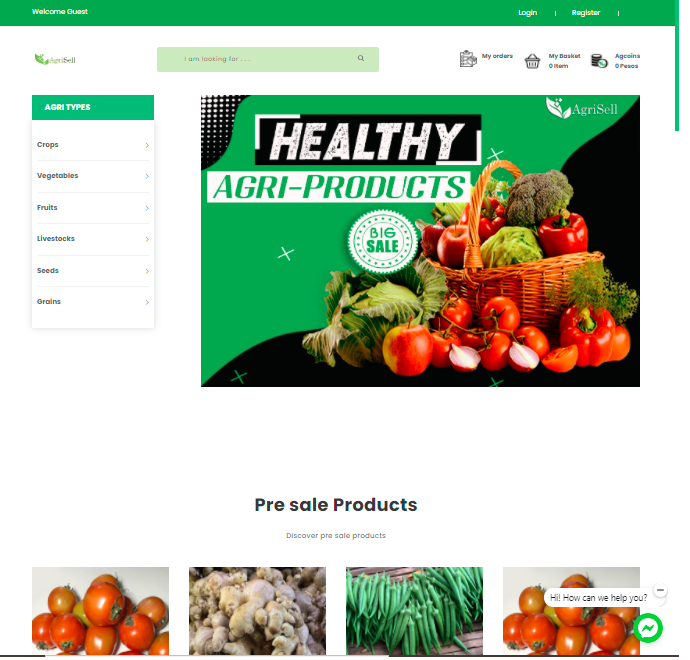 Welcome Guest
Login | Register |
AgriSell
I am looking for . . .
My orders
My Basket
0 Item
Agcoins
0 Pesos
AGRI TYPES
Crops
Vegetables
Fruits
Livestocks
Seeds
Grains
AgriSell
HEALTHY
AGRI-PRODUCTS
BIG
SALE
Pre sale Products
Discover pre sale products
Hi! How can we help you?